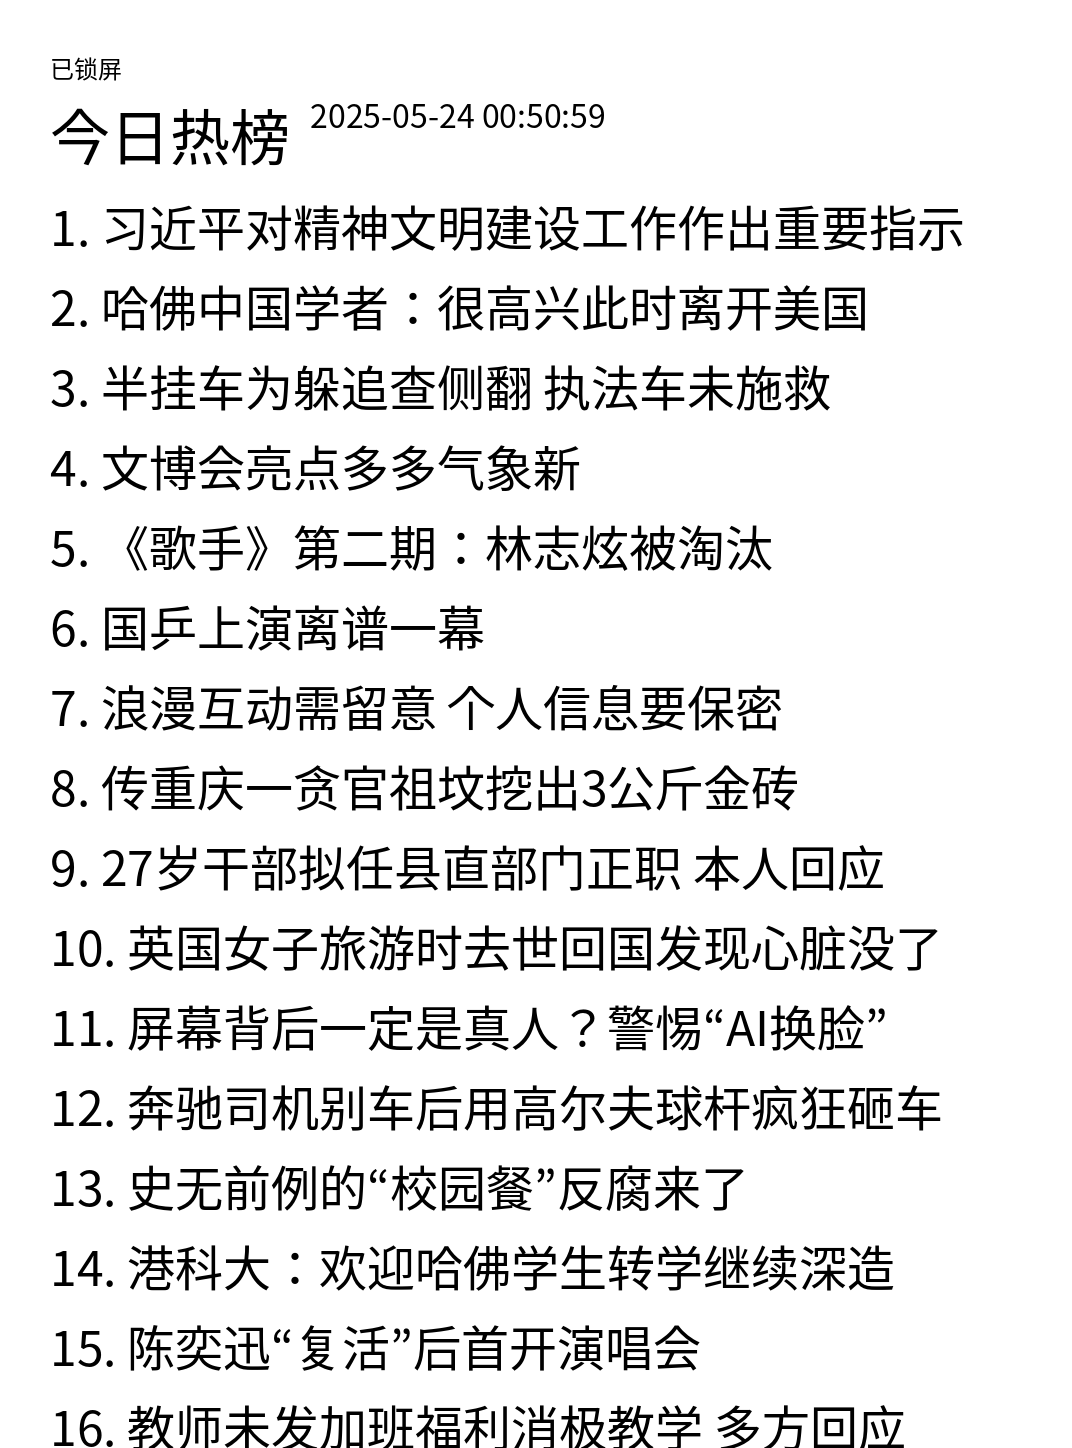 已锁屏
今日热榜 2025-05-24 00:50:59
1. 习近平对精神文明建设工作作出重要指示
2. 哈佛中国学者：很高兴此时离开美国
3. 半挂车为躲追查侧翻 执法车未施救
4. 文博会亮点多多气象新
5. 《歌手》第二期：林志炫被淘汰
6. 国乒上演离谱一幕
7. 浪漫互动需留意 个人信息要保密
8. 传重庆一贪官祖坟挖出3公斤金砖
9. 27岁干部拟任县直部门正职 本人回应
10. 英国女子旅游时去世回国发现心脏没了
11. 屏幕背后一定是真人？警惕“AI换脸”
12. 奔驰司机别车后用高尔夫球杆疯狂砸车
13. 史无前例的“校园餐”反腐来了
14. 港科大：欢迎哈佛学生转学继续深造
15. 陈奕迅“复活”后首开演唱会
16. 教师未发加班福利消极教学 多方回应